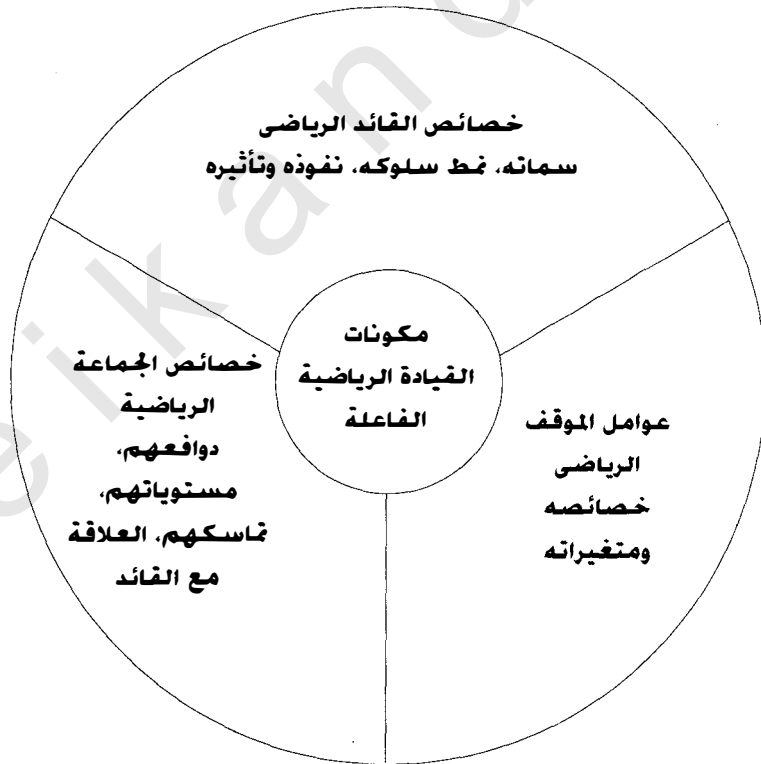 خصائص القائد الرياضى
سماته، نمط سلوكه، نفوذه وتأثيره
مكونات
القيادة الرياضية
الفاعلة
عوامل الموقف
الرياضى
خصائصه
ومتغيراته
خصائص الجماعة
الرياضية
دوافعهم،
مستوياتهم،
تماسكهم، العلاقة
مع القائد
eikand